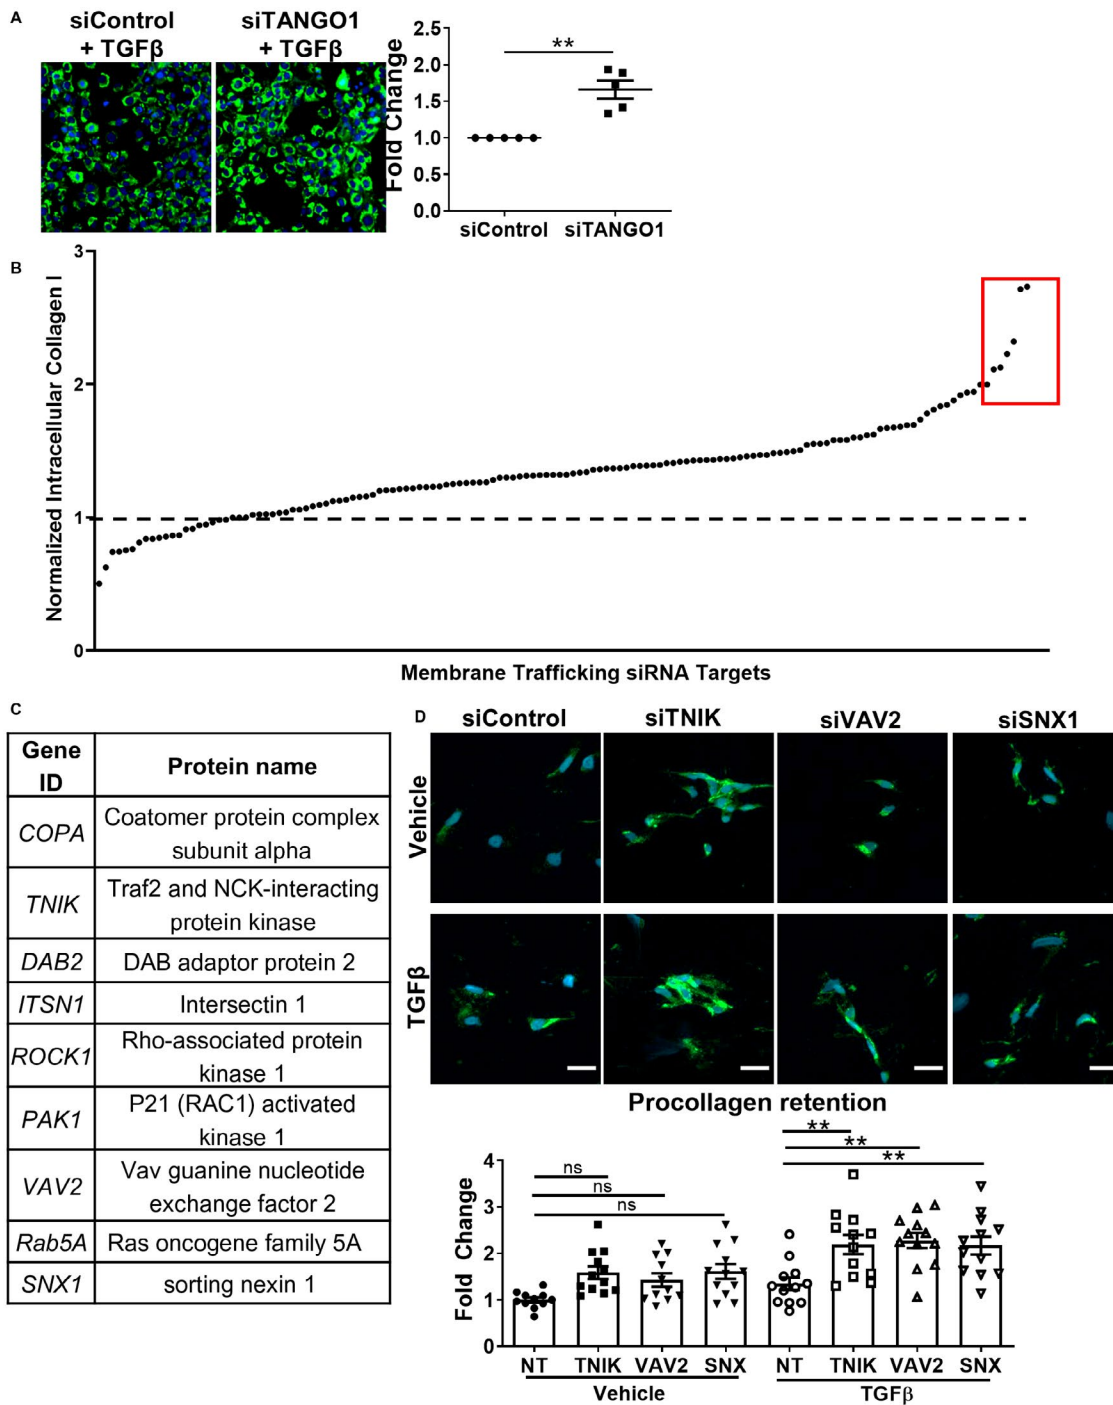 A
siControl
+ TGFβ
siTANGO1
+ TGFβ
Fold Change
2.5
2.0
1.5
1.0
0.5
0.0
**
siControl
siTANGO1
B
Normalized Intracellular Collagen I
3
2
1
0
Membrane Trafficking siRNA Targets
C
Gene
ID
Protein name
COPA
Coatomer protein complex
subunit alpha
TNIK
Traf2 and NCK-interacting
protein kinase
DAB2
DAB adaptor protein 2
ITSN1
Intersectin 1
ROCK1
Rho-associated protein
kinase 1
PAK1
P21 (RAC1) activated
kinase 1
VAV2
Vav guanine nucleotide
exchange factor 2
Rab5A
Ras oncogene family 5A
SNX1
sorting nexin 1
D
siControl
siTNIK
siVAV2
siSNX1
Vehicle
TGFβ
Procollagen retention
Fold Change
4
3
2
1
0
ns
ns
ns
**
**
**
NT
TNIK
VAV2
SNX
NT
TNIK
VAV2
SNX
Vehicle
TGFβ